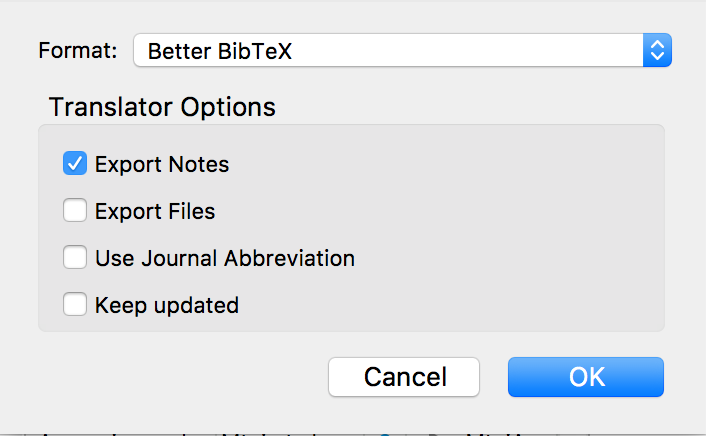 Format: Better BibTeX
Translator Options
Export Notes
Export Files
Use Journal Abbreviation
Keep updated
Cancel OK